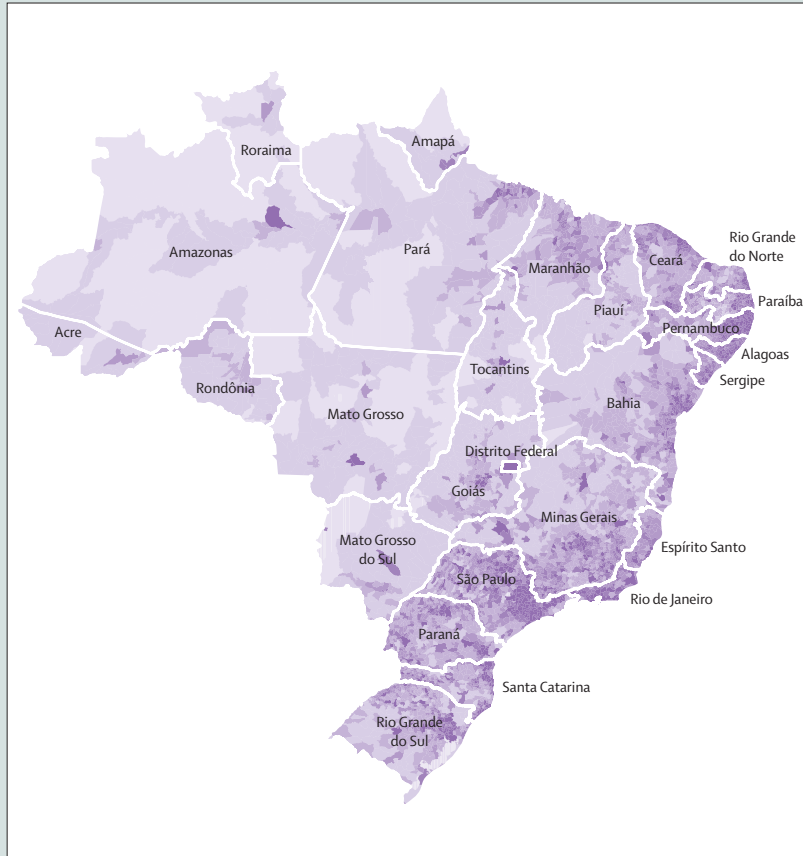 Amapá
Roraima
Rio Grande
do Norte
Amazonas
Pará
Ceará
Maranhão
Paraíba
Piauí
Acre
Pernambuco
Alagoas
Tocantins
Sergipe
Rondônia
Bahia
Mato Grosso
Distrito Federal
Goiás
Minas Gerais
Mato Grosso
do Sul
Espírito Santo
São Paulo
Rio de Janeiro
Paraná
Santa Catarina
Rio Grande
do Sul